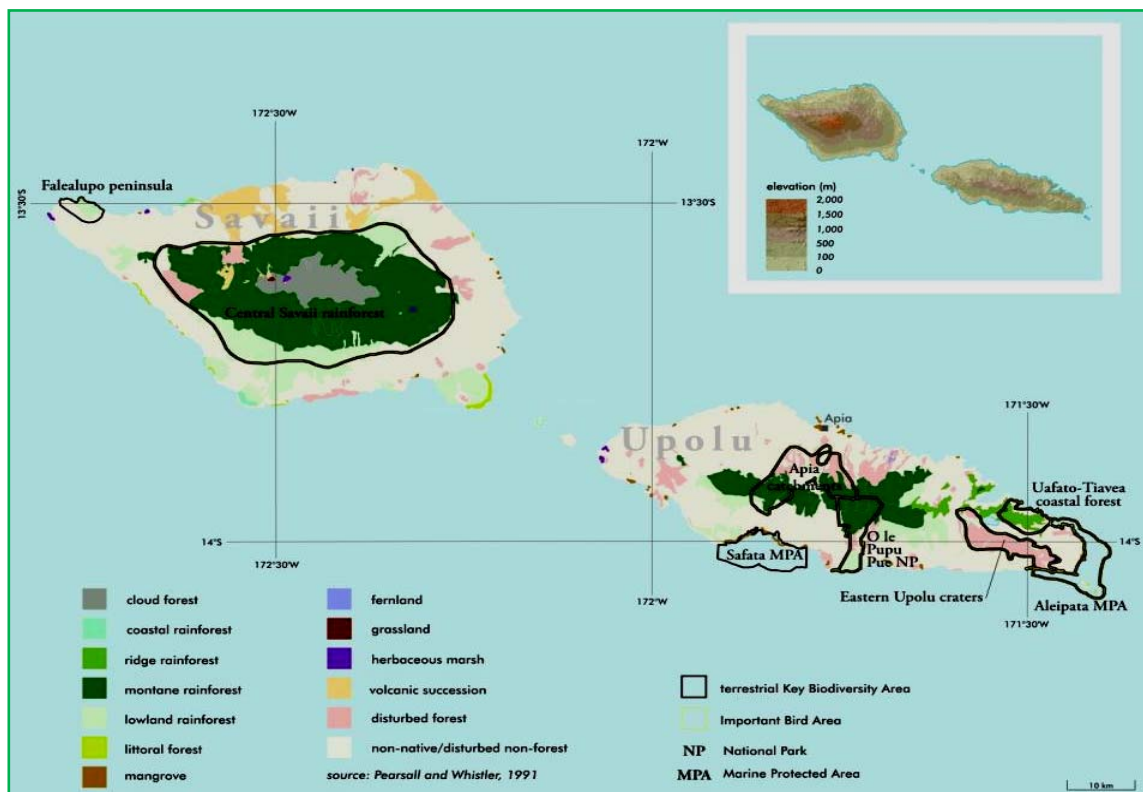 172°30'W
172°W
13°30'S
13°30'S
Falealupo peninsula
Savaii
Central Savaii rainforest
elevation (m)
2,000
1,500
1,000
500
100
0
Upolu
Apia
171°30'W
Apia
catchments
Uafato-Tiavea
coastal forest
14°S
14°S
O le
Pupu
Pue NP
Safata MPA
Eastern Upolu craters
Aleipata MPA
172°30'W
172°W
171°30'W
cloud forest
coastal rainforest
ridge rainforest
montane rainforest
lowland rainforest
littoral forest
mangrove
fernland
grassland
herbaceous marsh
volcanic succession
disturbed forest
non-native/disturbed non-forest
source: Pearsall and Whistler, 1991
terrestrial Key Biodiversity Area
Important Bird Area
NP National Park
MPA Marine Protected Area
10 km